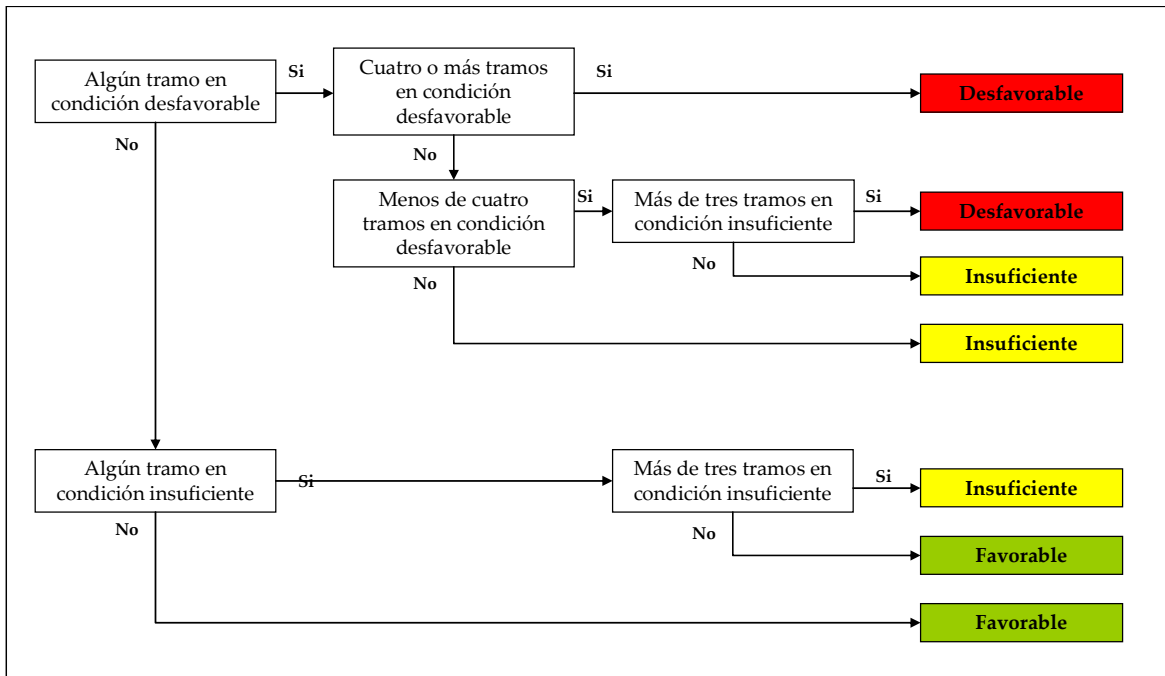 Algún tramo en
condición desfavorable
Si
Cuatro o más tramos
en condición
desfavorable
Si
Desfavorable
No
No
Menos de cuatro
tramos en condición
desfavorable
Si
Más de tres tramos en
condición insuficiente
Si
Desfavorable
No
Insuficiente
No
Insuficiente
Algún tramo en
condición insuficiente
Si
Más de tres tramos en
condición insuficiente
Si
Insuficiente
No
Favorable
No
Favorable